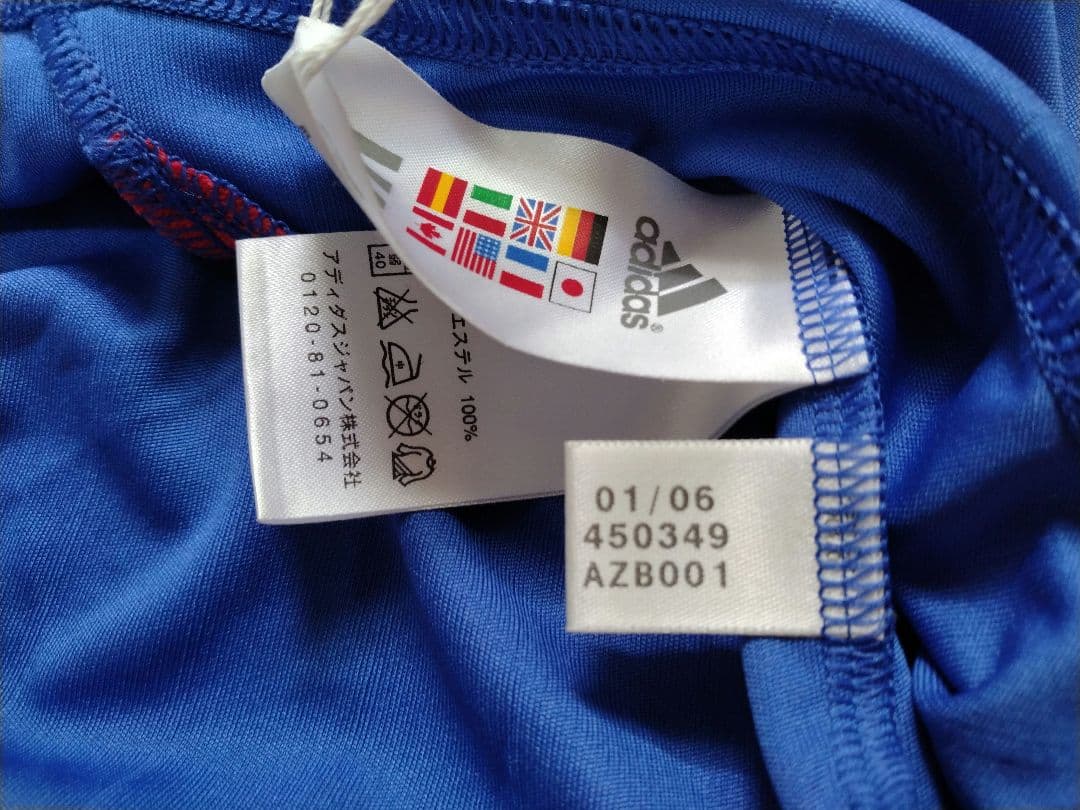 adidas®
エステル 100%
40
アディダスジャパン株式会社
0120-81-0654
01/06
450349
AZB001